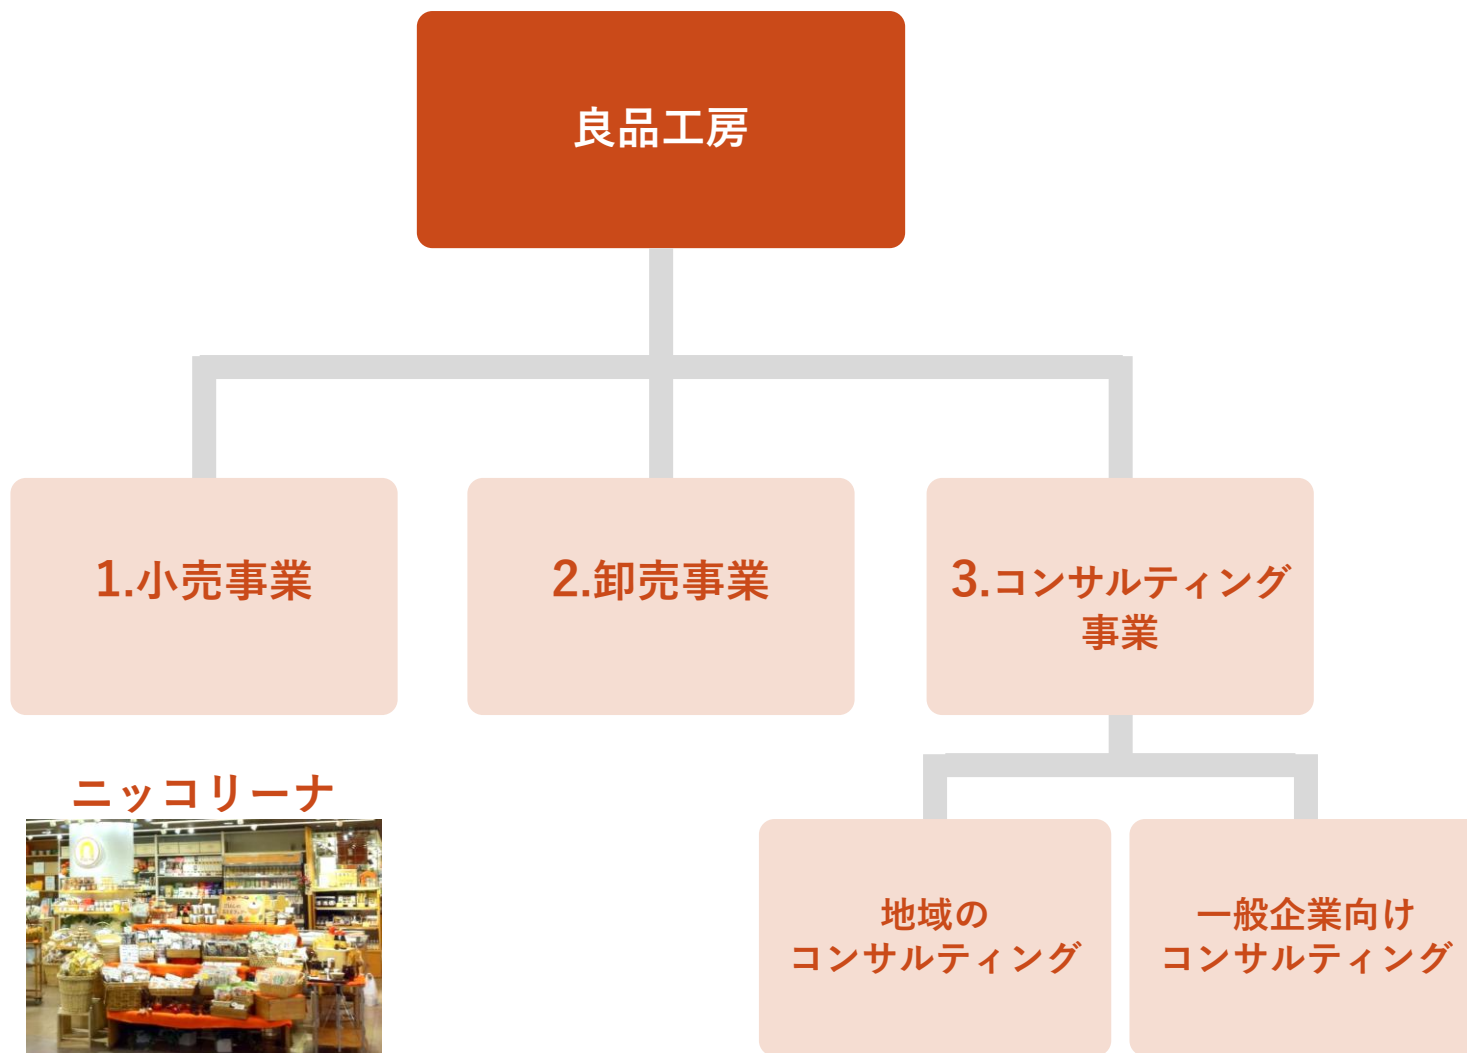 良品工房
1.小売事業
2.卸売事業
3.コンサルティング
事業
ニッコリーナ
地域の
コンサルティング
一般企業向け
コンサルティング